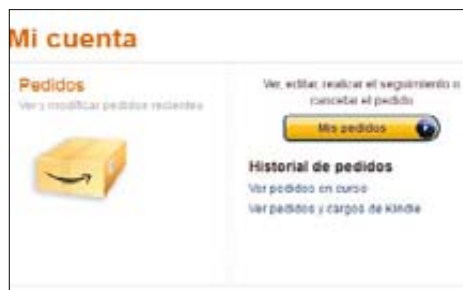 Mi cuenta
Pedidos
Ver y modificar pedidos recientes
Ver, editar, realizar el seguimiento o
cancelar el pedido
Mis pedidos
Historial de pedidos
Ver pedidos en curso
Ver pedidos y cargos de Kindle